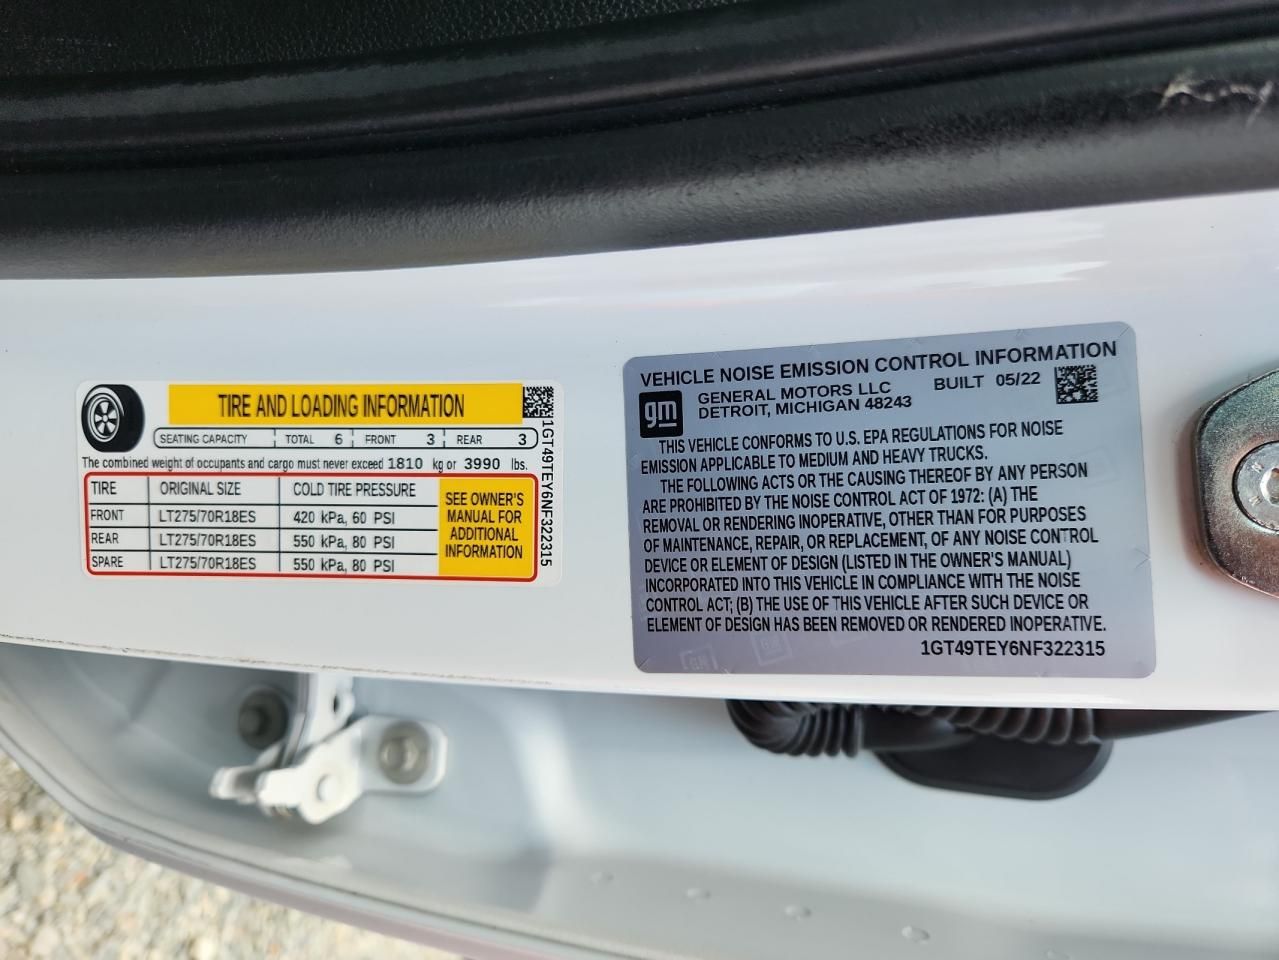 TIRE AND LOADING INFORMATION
SEATING CAPACITY TOTAL 6 FRONT 3 REAR 3
The combined weight of occupants and cargo must never exceed 1810 kg or 3990 lbs.
TIRE ORIGINAL SIZE COLD TIRE PRESSURE
FRONT LT275/70R18ES 420 kPa, 60 PSI
REAR LT275/70R18ES 550 kPa, 80 PSI
SPARE LT275/70R18ES 550 kPa, 80 PSI
SEE OWNER'S
MANUAL FOR
ADDITIONAL
INFORMATION
1GT49TEY6NF322315
VEHICLE NOISE EMISSION CONTROL INFORMATION
gm
GENERAL MOTORS LLC BUILT 05/22
DETROIT, MICHIGAN 48243
THIS VEHICLE CONFORMS TO U.S. EPA REGULATIONS FOR NOISE
EMISSION APPLICABLE TO MEDIUM AND HEAVY TRUCKS.
THE FOLLOWING ACTS OR THE CAUSING THEREOF BY ANY PERSON
ARE PROHIBITED BY THE NOISE CONTROL ACT OF 1972: (A) THE
REMOVAL OR RENDERING INOPERATIVE, OTHER THAN FOR PURPOSES
OF MAINTENANCE, REPAIR, OR REPLACEMENT, OF ANY NOISE CONTROL
DEVICE OR ELEMENT OF DESIGN (LISTED IN THE OWNER'S MANUAL)
INCORPORATED INTO THIS VEHICLE IN COMPLIANCE WITH THE NOISE
CONTROL ACT; (B) THE USE OF THIS VEHICLE AFTER SUCH DEVICE OR
ELEMENT OF DESIGN HAS BEEN REMOVED OR RENDERED INOPERATIVE.
1GT49TEY6NF322315